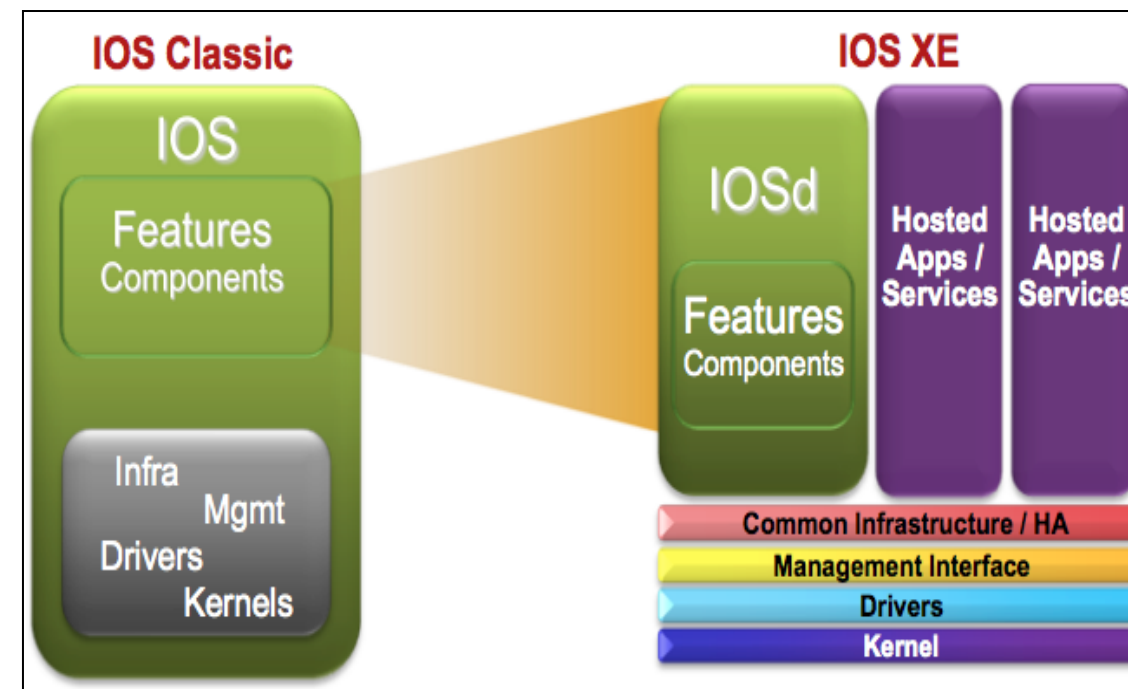 IOS Classic
IOS
Features
Components
Infra
Mgmt
Drivers
Kernels
IOS XE
IOSd
Features
Components
Hosted
Apps /
Services
Hosted
Apps /
Services
Common Infrastructure / HA
Management Interface
Drivers
Kernel